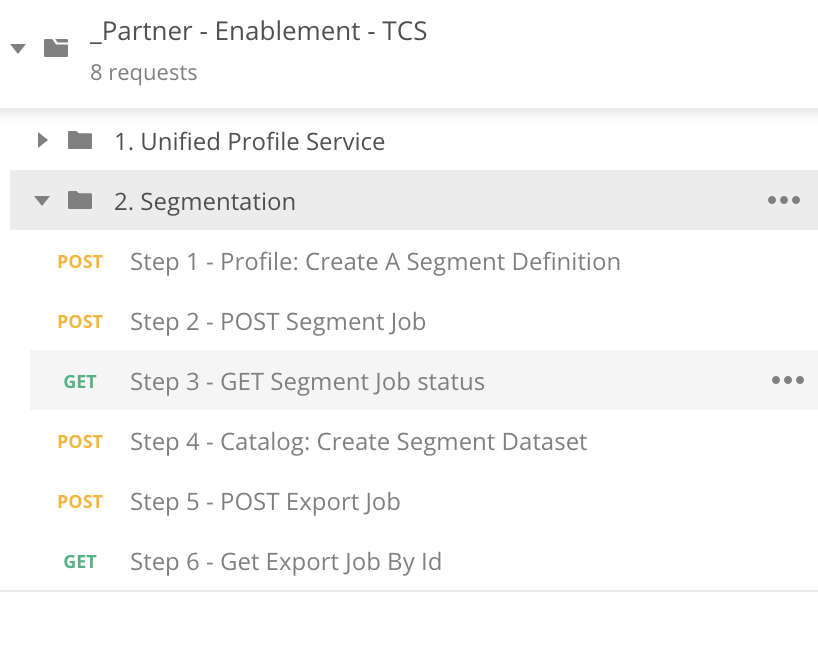 _Partner - Enablement - TCS
8 requests
1. Unified Profile Service
2. Segmentation
POST Step 1 - Profile: Create A Segment Definition
POST Step 2 - POST Segment Job
GET Step 3 - GET Segment Job status
POST Step 4 - Catalog: Create Segment Dataset
POST Step 5 - POST Export Job
GET Step 6 - Get Export Job By Id